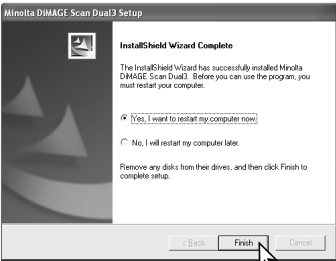 Minolta DiMAGE Scan Dual3 Setup
InstallShield Wizard Complete
The InstallShield Wizard has successfully installed Minolta
DiMAGE Scan Dual3. Before you can use the program, you
must restart your computer.
Yes, I want to restart my computer now.
No, I will restart my computer later.
Remove any disks from their drives, and then click Finish to
complete setup.
< Back Finish Cancel